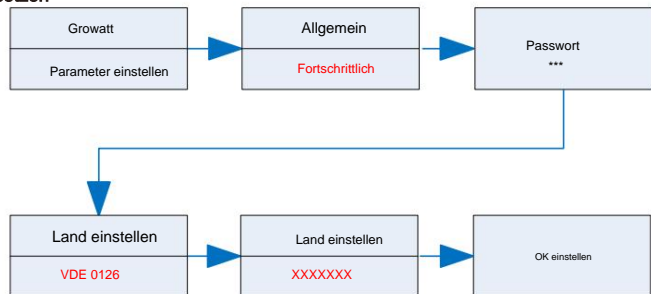 Growatt
Parameter einstellen
Allgemein
Fortschrittlich
Passwort
***
Land einstellen
VDE 0126
Land einstellen
XXXXXXX
OK einstellen